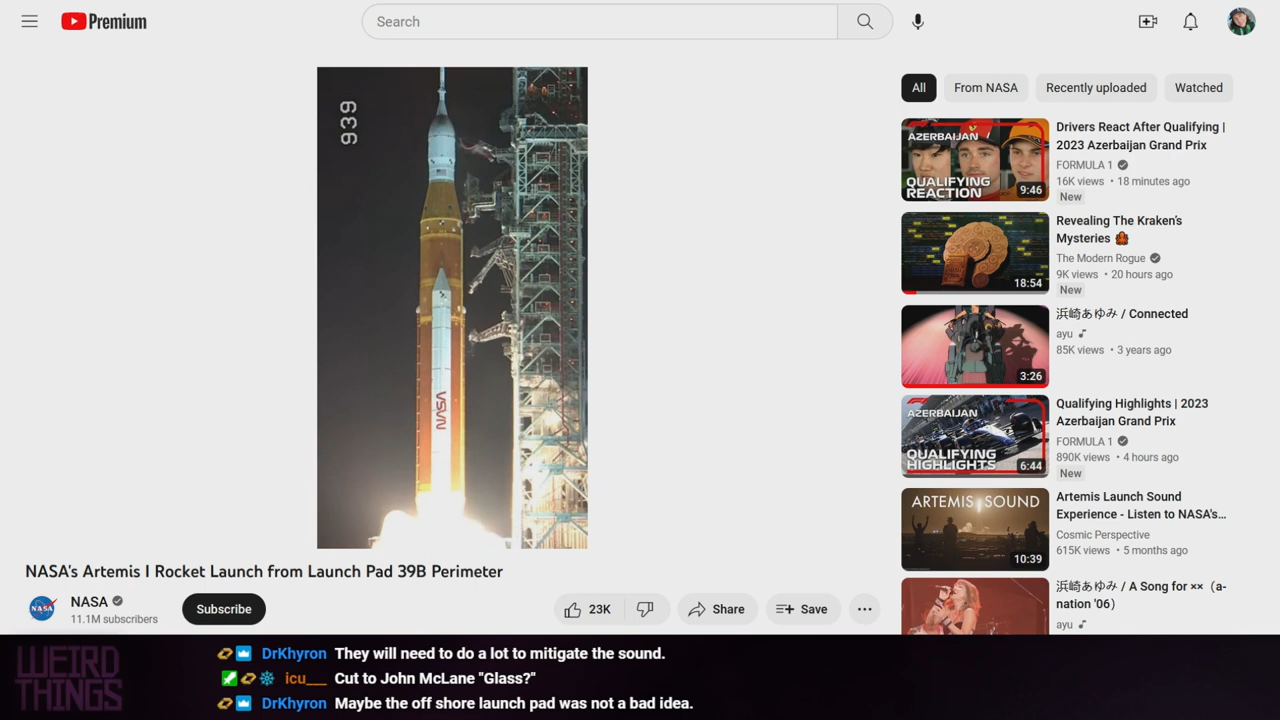 Premium
Search
939
NASA
NASA's Artemis I Rocket Launch from Launch Pad 39B Perimeter
NASA
NASA
11.1M subscribers
Subscribe
23K
Share
Save
All
From NASA
Recently uploaded
Watched
AZERBAIJAN
QUALIFYING
REACTION
9:46
Drivers React After Qualifying |
2023 Azerbaijan Grand Prix
FORMULA 1
16K views • 18 minutes ago
New
18:54
Revealing The Kraken's
Mysteries
The Modern Rogue
9K views • 20 hours ago
New
3:26
浜崎あゆみ / Connected
ayu
85K views • 3 years ago
AZERBAIJAN
QUALIFYING
HIGHLIGHTS
6:44
Qualifying Highlights | 2023
Azerbaijan Grand Prix
FORMULA 1
890K views • 4 hours ago
New
ARTEMIS SOUND
10:39
Artemis Launch Sound
Experience - Listen to NASA's...
Cosmic Perspective
615K views • 5 months ago
浜崎あゆみ / A Song for ××（a-
nation '06）
ayu
WEIRD
THINGS
DrKhyron They will need to do a lot to mitigate the sound.
icu___ Cut to John McLane "Glass?"
DrKhyron Maybe the off shore launch pad was not a bad idea.